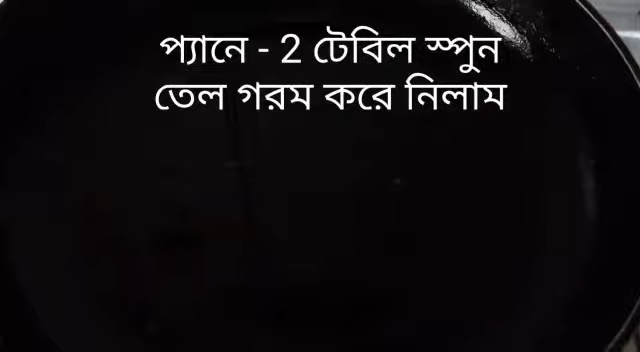 প্যানে - 2 টেবিল স্পুন
তেল গরম করে নিলাম